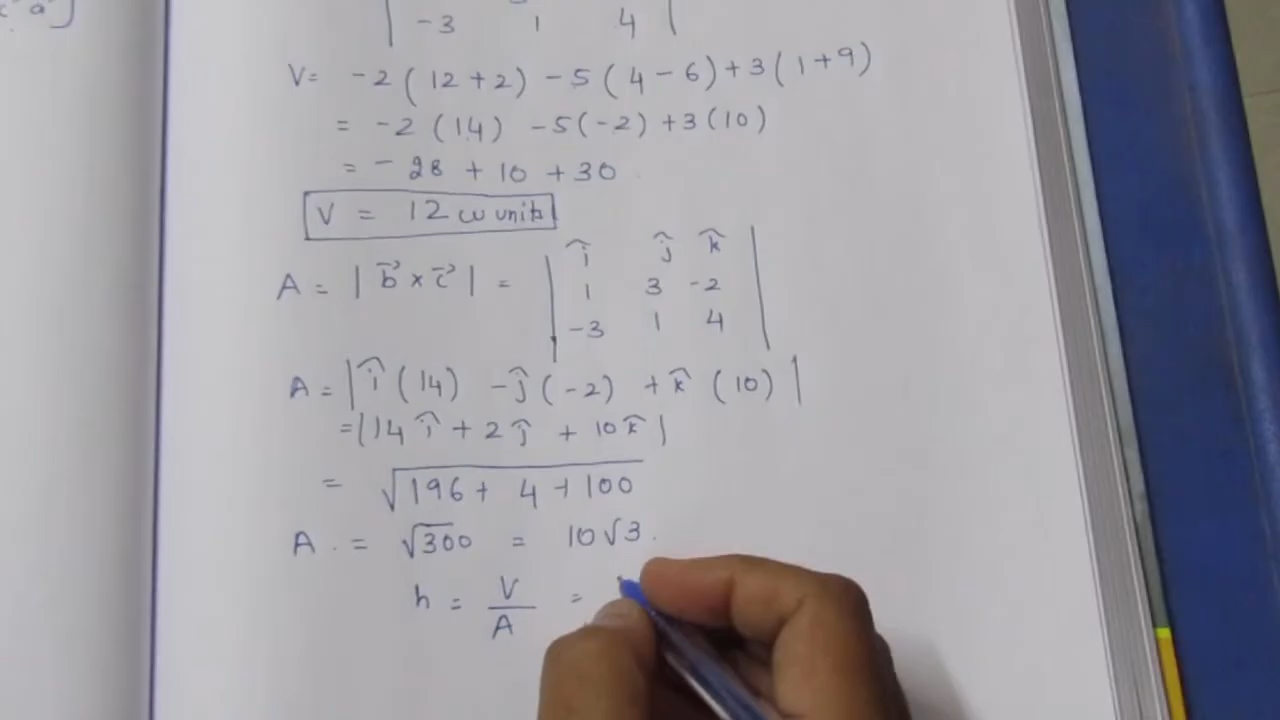 c a ]
| -3 1 4 |
V= -2 ( 12 + 2 ) - 5 ( 4 - 6 ) + 3 ( 1 + 9 )
= -2 ( 14 ) - 5 ( -2 ) + 3 ( 10 )
= - 28 + 10 + 30
V = 12 cu units
A = | b⃗ × c⃗ | = | î ĵ k̂ |
| 1 3 -2 |
| -3 1 4 |
A = | î ( 14 ) - ĵ ( -2 ) + k̂ ( 10 ) |
= | 14 î + 2 ĵ + 10 k̂ |
= √196 + 4 + 100
A . = √300 = 10√3 .
h = V/A =